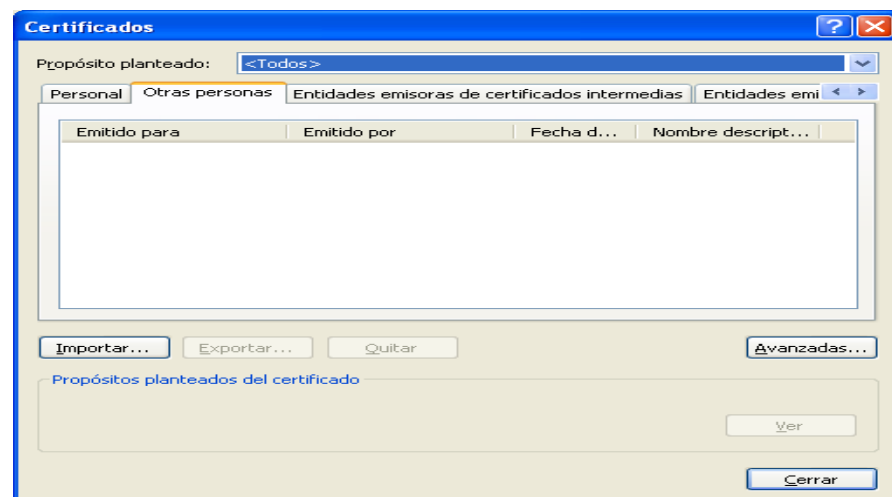 Certificados
Propósito planteado: <Todos>
Personal Otras personas Entidades emisoras de certificados intermedias Entidades emi
Emitido para Emitido por Fecha d... Nombre descript...
Importar... Exportar... Quitar Avanzadas...
Propósitos planteados del certificado
Ver
Cerrar